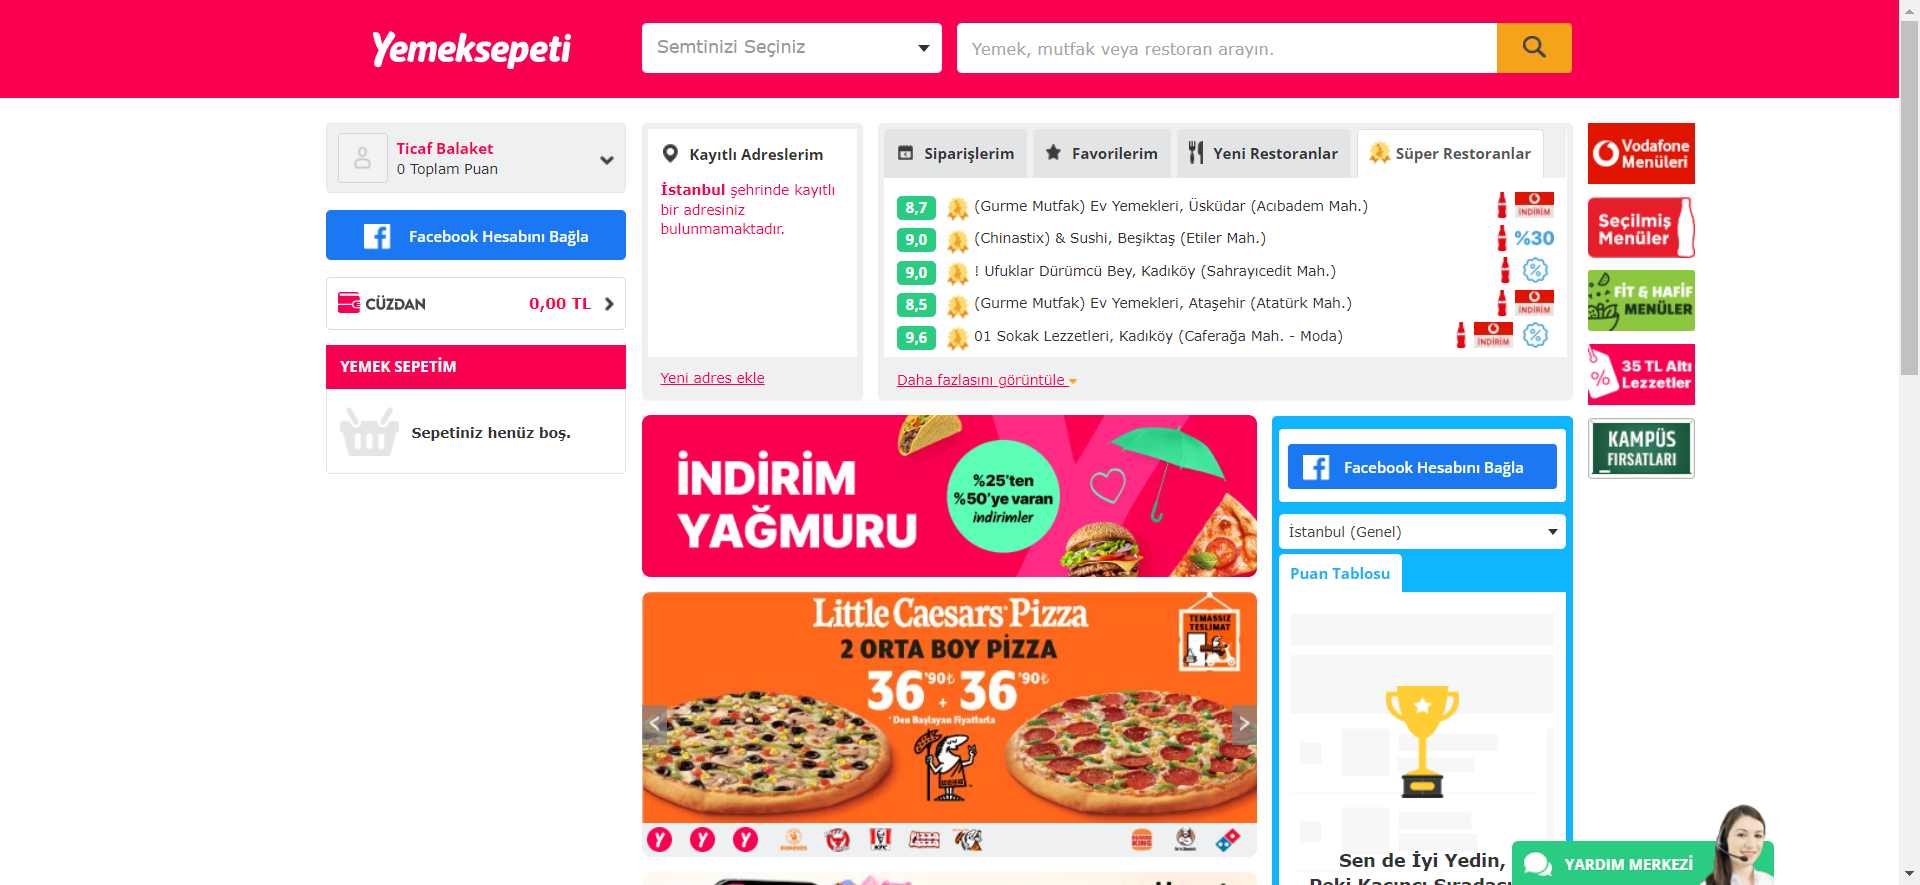 Yemeksepeti
Semtinizi Seçiniz
Yemek, mutfak veya restoran arayın.
Ticaf Balaket
0 Toplam Puan
Facebook Hesabını Bağla
CÜZDAN
0,00 TL
YEMEK SEPETİM
Sepetiniz henüz boş.
Kayıtlı Adreslerim
İstanbul şehrinde kayıtlı
bir adresiniz
bulunmamaktadır.
Yeni adres ekle
Siparişlerim
Favorilerim
Yeni Restoranlar
Süper Restoranlar
8,7 (Gurme Mutfak) Ev Yemekleri, Üsküdar (Acıbadem Mah.) İNDİRİM
9,0 (Chinastix) & Sushi, Beşiktaş (Etiler Mah.) %30
9,0 ! Ufuklar Dürümcü Bey, Kadıköy (Sahrayıcedit Mah.) %
8,5 (Gurme Mutfak) Ev Yemekleri, Ataşehir (Atatürk Mah.) İNDİRİM
9,6 01 Sokak Lezzetleri, Kadıköy (Caferağa Mah. - Moda) İNDİRİM %
Daha fazlasını görüntüle
Vodafone
Menüleri
Seçilmiş
Menüler
FİT & HAFİF
MENÜLER
%
35 TL Altı
Lezzetler
KAMPÜS
FIRSATLARI
İNDİRİM
YAĞMURU
%25'ten
%50'ye varan
indirimler
Little Caesars Pizza
2 ORTA BOY PİZZA
36'90₺ + 36'90₺
*Den Başlayan Fiyatlarla
TEMASSIZ
TESLİMAT
< >
Y Y Y POPEYES KFC PIZZA BURGER KING
Facebook Hesabını Bağla
İstanbul (Genel)
Puan Tablosu
Sen de İyi Yedin,
Peki Kaçıncı Sıradasın
YARDIM MERKEZİ